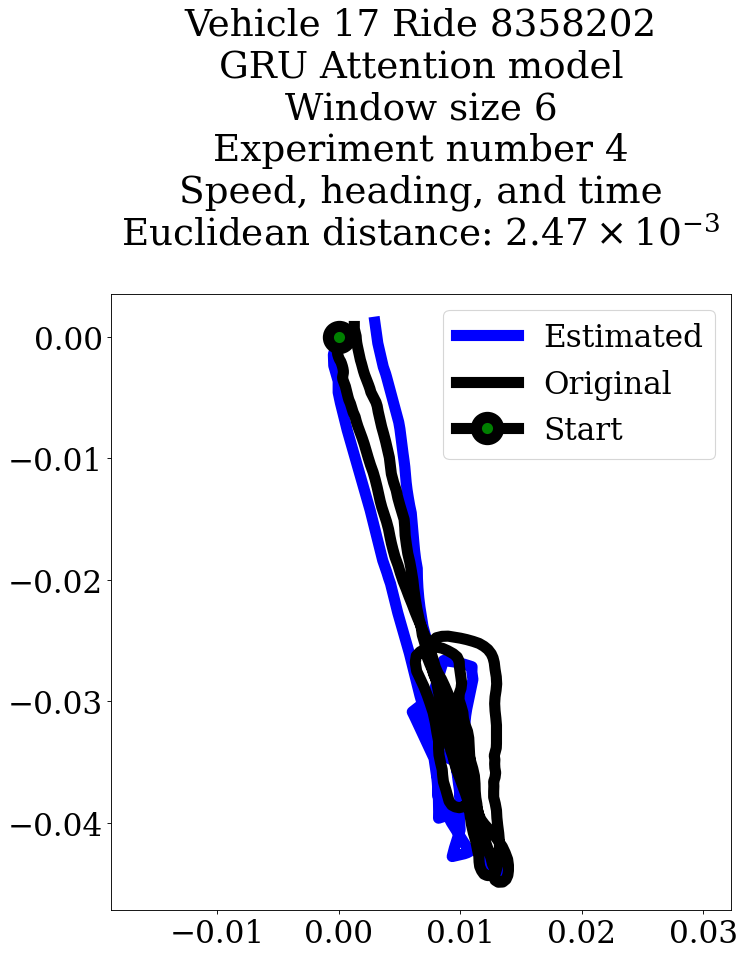 Vehicle 17 Ride 8358202
GRU Attention model
Window size 6
Experiment number 4
Speed, heading, and time
Euclidean distance: 2.47 × 10⁻³
Estimated
Original
Start
0.00
−0.01
−0.02
−0.03
−0.04
−0.01 0.00 0.01 0.02 0.03